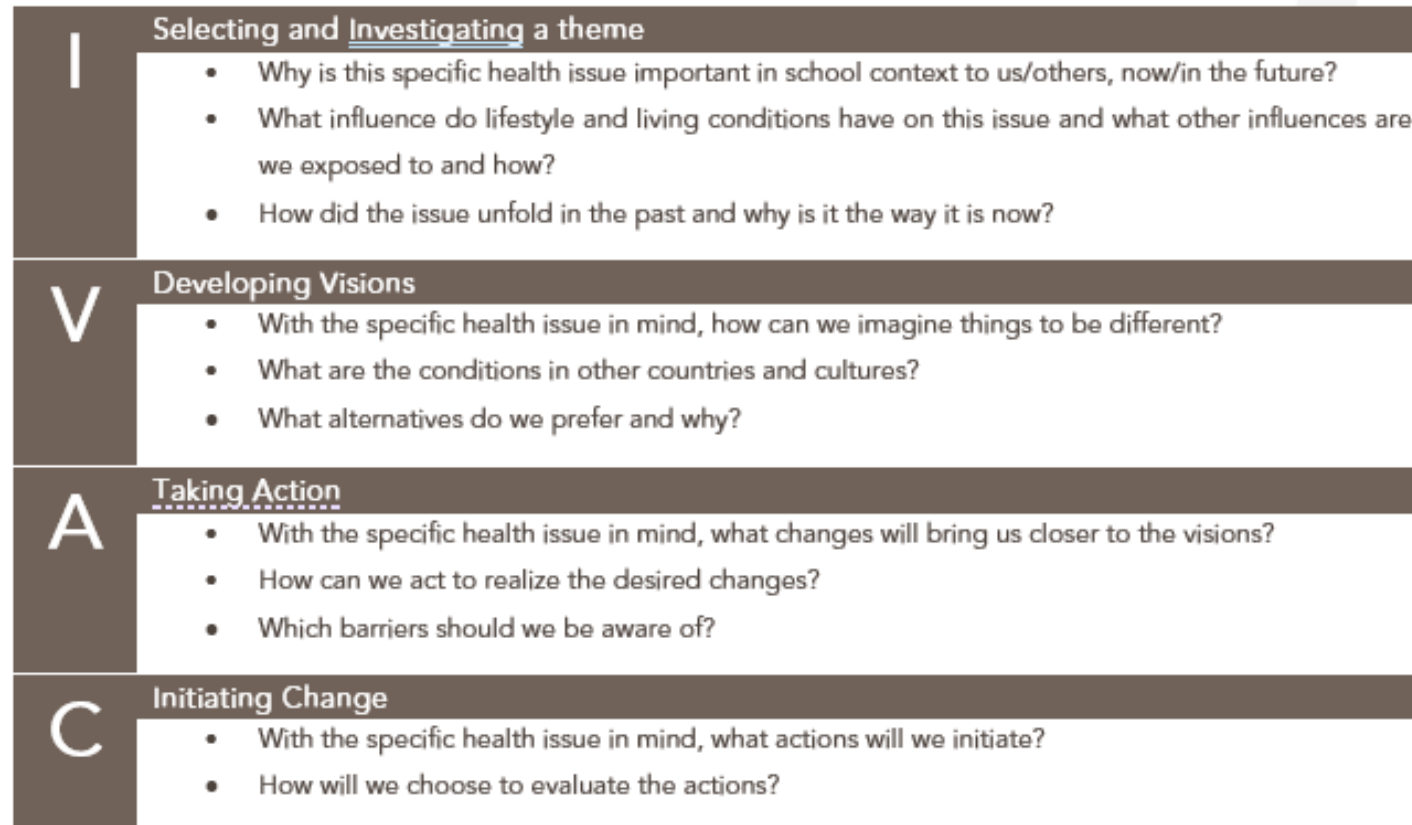 I
Selecting and Investigating a theme
• Why is this specific health issue important in school context to us/others, now/in the future?
• What influence do lifestyle and living conditions have on this issue and what other influences are
we exposed to and how?
• How did the issue unfold in the past and why is it the way it is now?
V
Developing Visions
• With the specific health issue in mind, how can we imagine things to be different?
• What are the conditions in other countries and cultures?
• What alternatives do we prefer and why?
A
Taking Action
• With the specific health issue in mind, what changes will bring us closer to the visions?
• How can we act to realize the desired changes?
• Which barriers should we be aware of?
C
Initiating Change
• With the specific health issue in mind, what actions will we initiate?
• How will we choose to evaluate the actions?